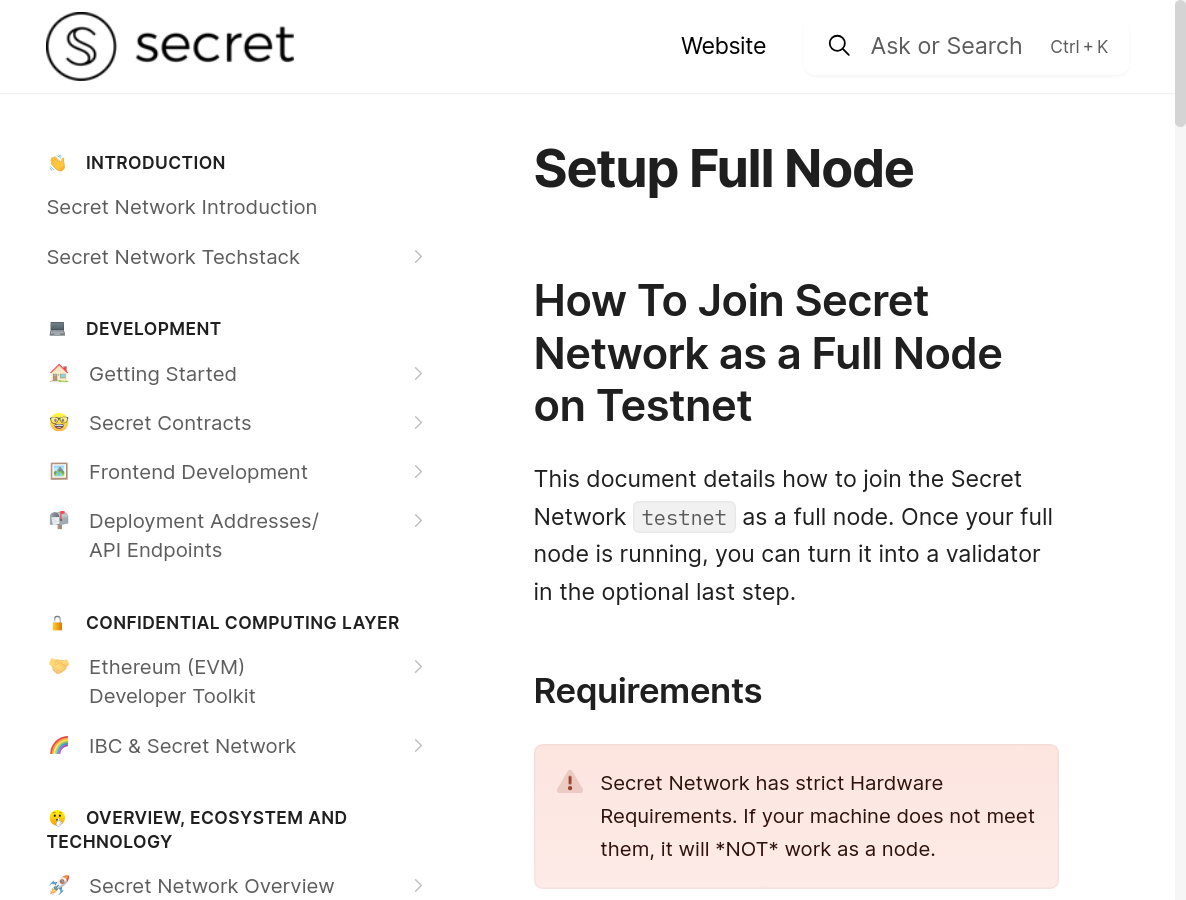 secret
Website
Ask or Search Ctrl + K
INTRODUCTION
Secret Network Introduction
Secret Network Techstack
DEVELOPMENT
Getting Started
Secret Contracts
Frontend Development
Deployment Addresses/
API Endpoints
CONFIDENTIAL COMPUTING LAYER
Ethereum (EVM)
Developer Toolkit
IBC & Secret Network
OVERVIEW, ECOSYSTEM AND
TECHNOLOGY
Secret Network Overview
Setup Full Node
How To Join Secret
Network as a Full Node
on Testnet
This document details how to join the Secret
Network testnet as a full node. Once your full
node is running, you can turn it into a validator
in the optional last step.
Requirements
Secret Network has strict Hardware
Requirements. If your machine does not meet
them, it will *NOT* work as a node.